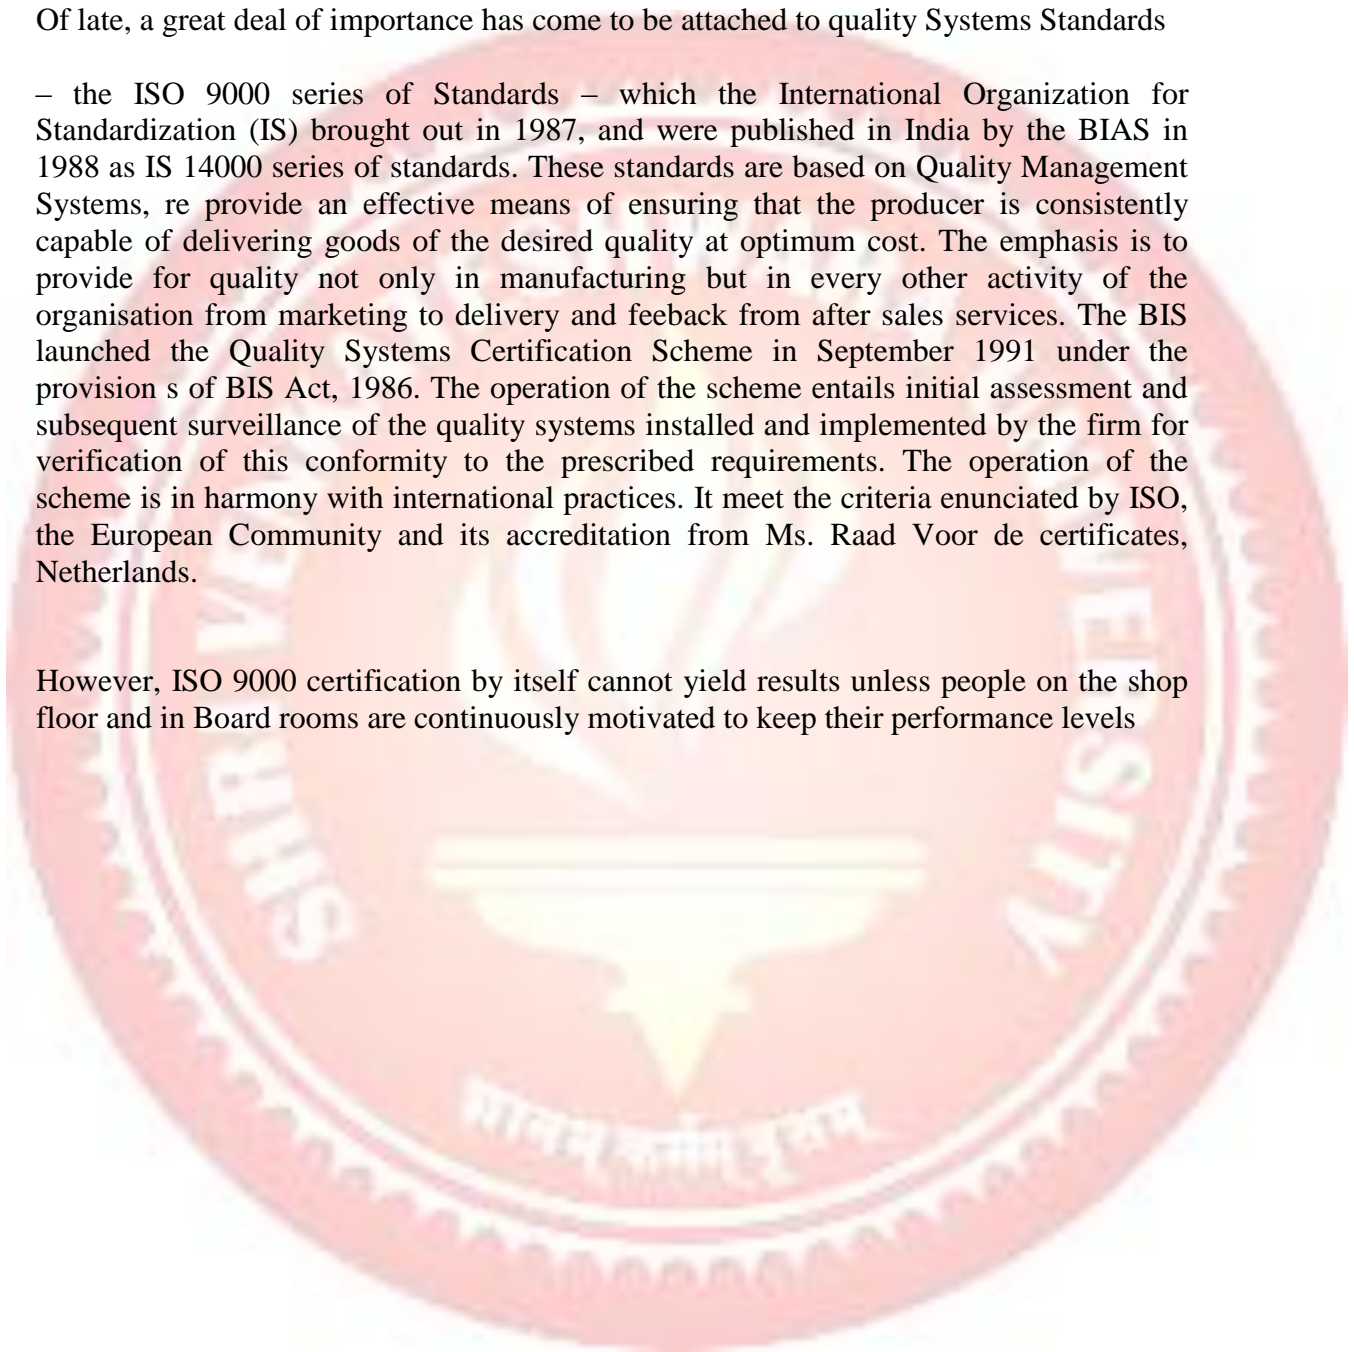 Of late, a great deal of importance has come to be attached to quality Systems Standards
– the ISO 9000 series of Standards – which the International Organization for
Standardization (IS) brought out in 1987, and were published in India by the BIAS in
1988 as IS 14000 series of standards. These standards are based on Quality Management
Systems, re provide an effective means of ensuring that the producer is consistently
capable of delivering goods of the desired quality at optimum cost. The emphasis is to
provide for quality not only in manufacturing but in every other activity of the
organisation from marketing to delivery and feeback from after sales services. The BIS
launched the Quality Systems Certification Scheme in September 1991 under the
provision s of BIS Act, 1986. The operation of the scheme entails initial assessment and
subsequent surveillance of the quality systems installed and implemented by the firm for
verification of this conformity to the prescribed requirements. The operation of the
scheme is in harmony with international practices. It meet the criteria enunciated by ISO,
the European Community and its accreditation from Ms. Raad Voor de certificates,
Netherlands.
However, ISO 9000 certification by itself cannot yield results unless people on the shop
floor and in Board rooms are continuously motivated to keep their performance levels
SHRI
UNIVERSITY